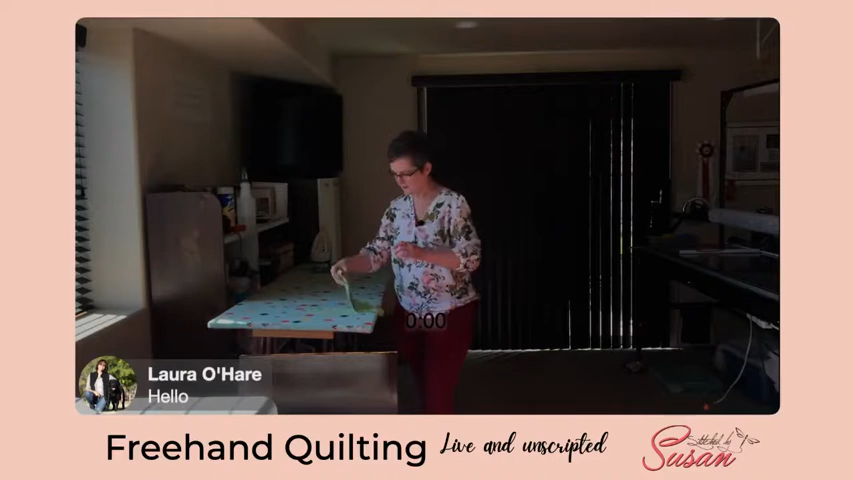 0:00
Laura O'Hare
Hello
Freehand Quilting
Live and unscripted
Stitched by
Susan